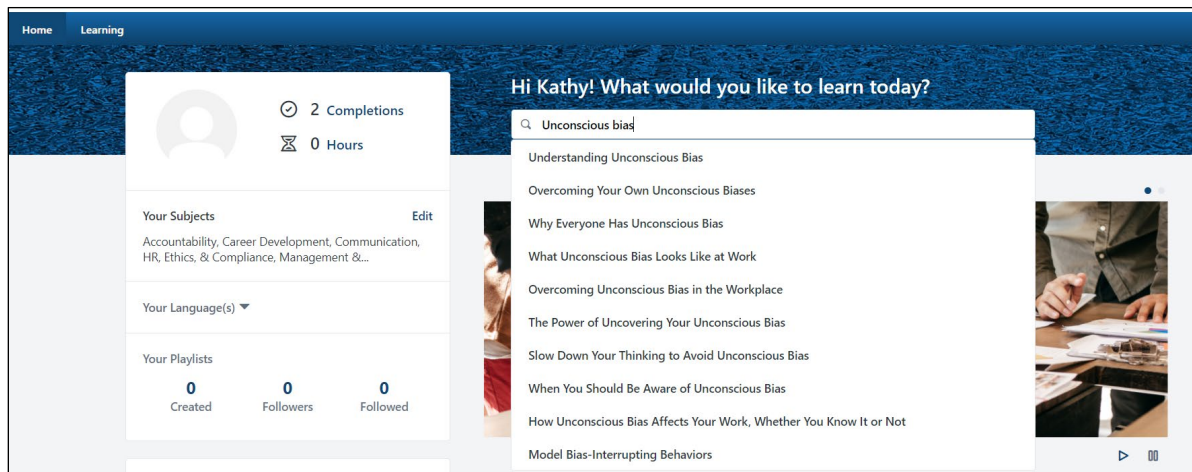 Home Learning
Hi Kathy! What would you like to learn today?
2 Completions
0 Hours
Your Subjects Edit
Accountability, Career Development, Communication,
HR, Ethics, & Compliance, Management &...
Your Language(s)
Your Playlists
0 0 0
Created Followers Followed
Unconscious bias
Understanding Unconscious Bias
Overcoming Your Own Unconscious Biases
Why Everyone Has Unconscious Bias
What Unconscious Bias Looks Like at Work
Overcoming Unconscious Bias in the Workplace
The Power of Uncovering Your Unconscious Bias
Slow Down Your Thinking to Avoid Unconscious Bias
When You Should Be Aware of Unconscious Bias
How Unconscious Bias Affects Your Work, Whether You Know It or Not
Model Bias-Interrupting Behaviors